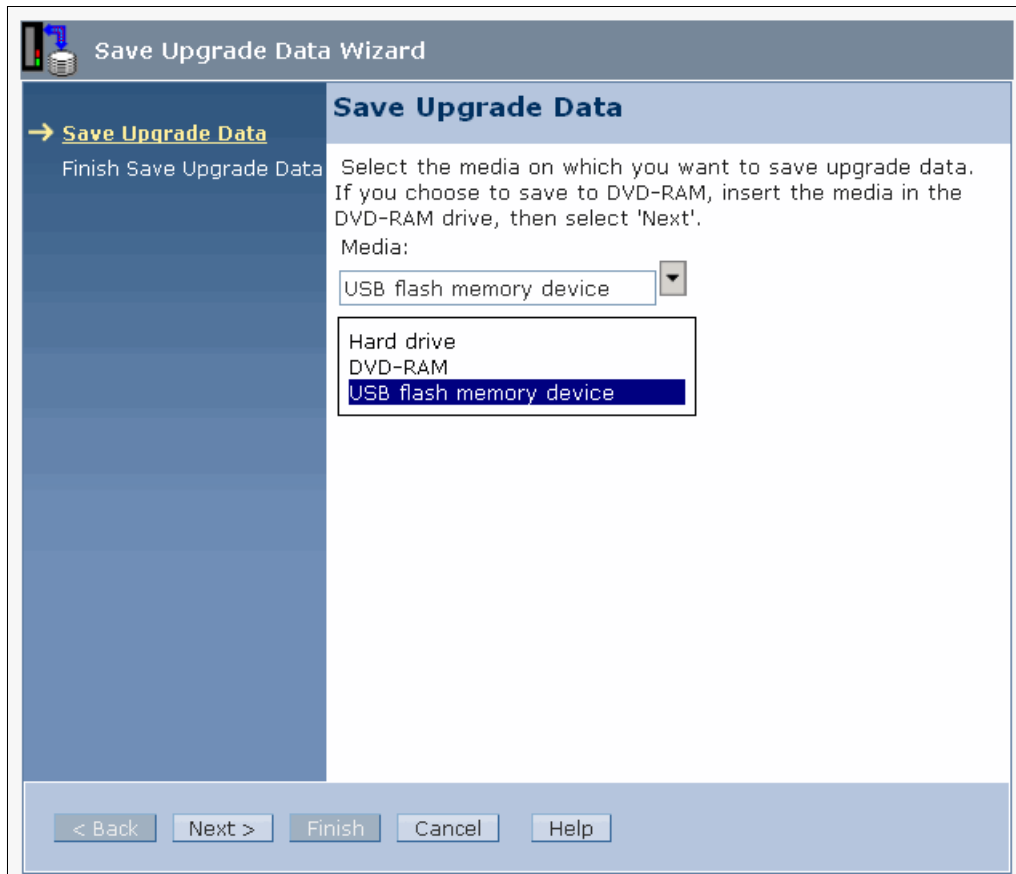 Save Upgrade Data Wizard
→ Save Upgrade Data
Finish Save Upgrade Data
Save Upgrade Data
Select the media on which you want to save upgrade data.
If you choose to save to DVD-RAM, insert the media in the
DVD-RAM drive, then select 'Next'.
Media:
USB flash memory device
Hard drive
DVD-RAM
USB flash memory device
< Back Next > Finish Cancel Help